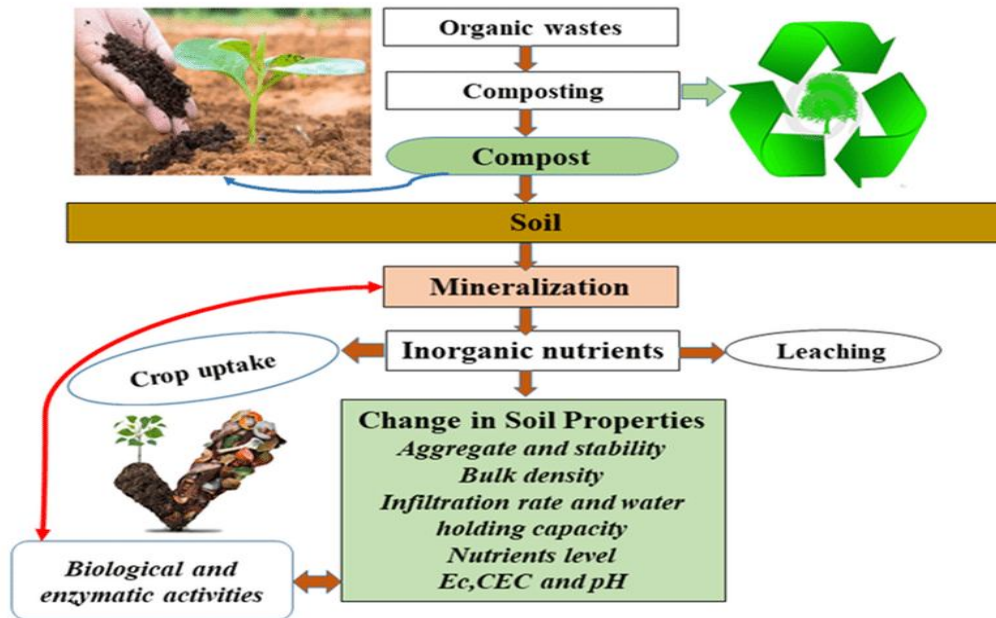 Organic wastes
Composting
Compost
Soil
Mineralization
Inorganic nutrients
Crop uptake
Leaching
Change in Soil Properties
Aggregate and stability
Bulk density
Infiltration rate and water
holding capacity
Nutrients level
Ec,CEC and pH
Biological and
enzymatic activities